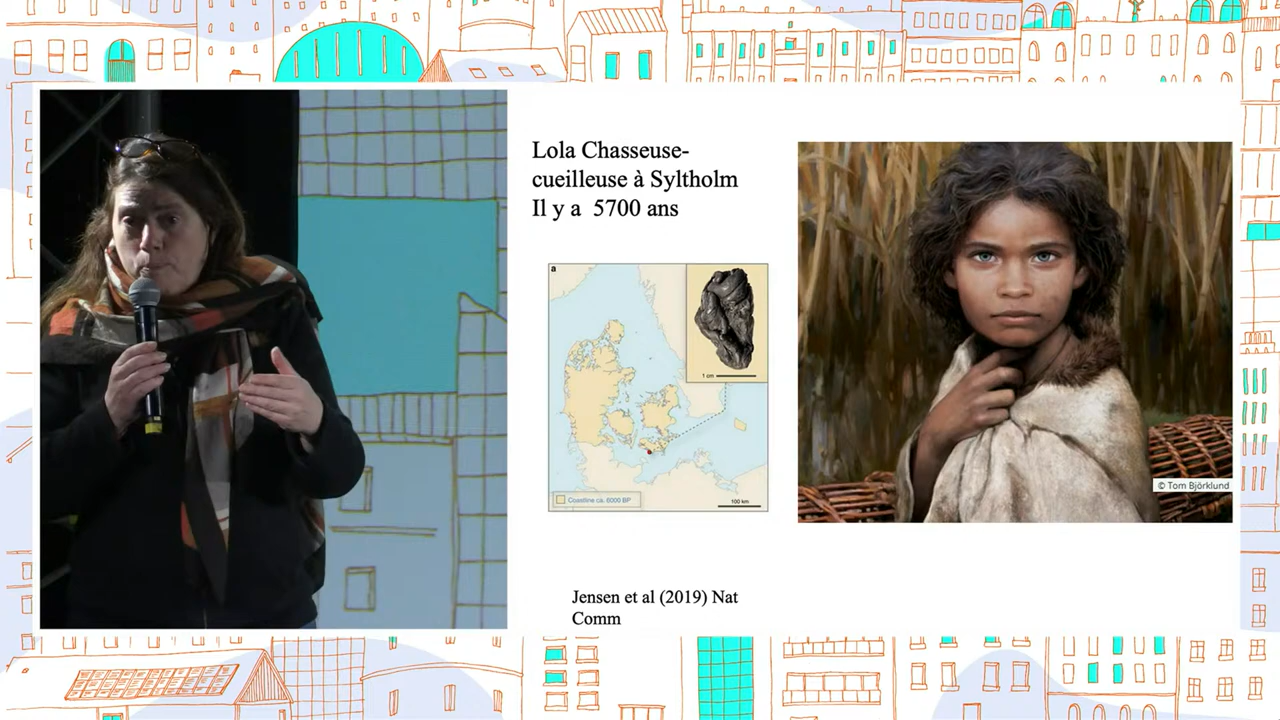 Lola Chasseuse-
cueilleuse à Syltholm
Il y a  5700 ans
a
1 cm
Coastline ca. 6000 BP
100 km
© Tom Björklund
Jensen et al (2019) Nat
Comm